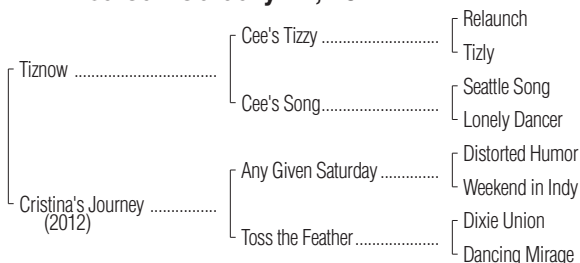 Relaunch
Cee's Tizzy
Tizly
Tiznow
Seattle Song
Cee's Song
Lonely Dancer
Distorted Humor
Any Given Saturday
Weekend in Indy
Cristina's Journey
(2012)
Dixie Union
Toss the Feather
Dancing Mirage